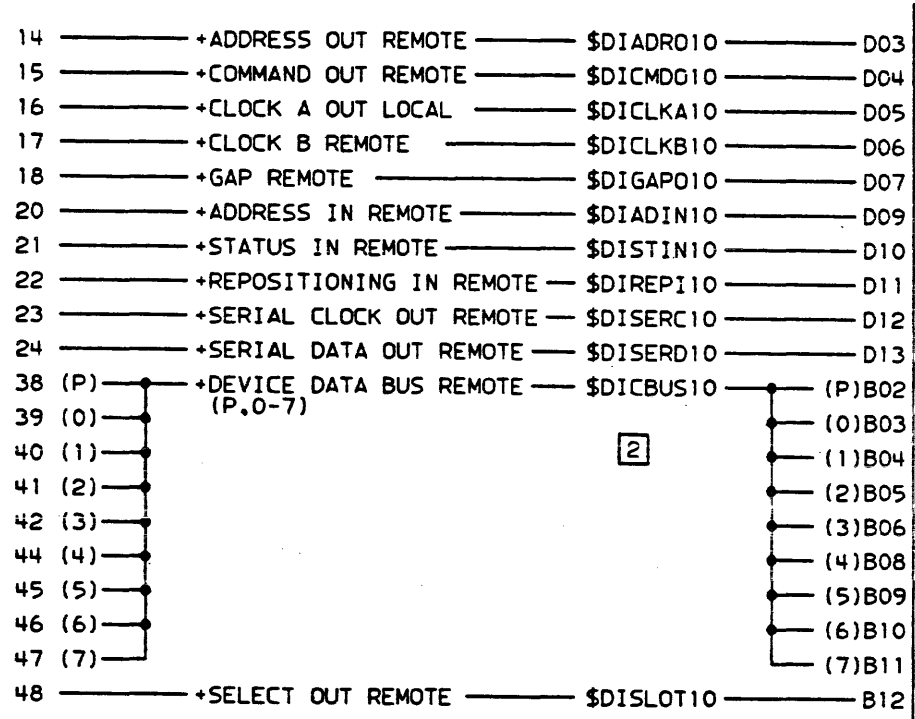 14 +ADDRESS OUT REMOTE $DIADRO10 D03
15 +COMMAND OUT REMOTE $DICMDO10 D04
16 +CLOCK A OUT LOCAL $DICLKA10 D05
17 +CLOCK B REMOTE $DICLKB10 D06
18 +GAP REMOTE $DIGAPO10 D07
20 +ADDRESS IN REMOTE $DIADIN10 D09
21 +STATUS IN REMOTE $DISTIN10 D10
22 +REPOSITIONING IN REMOTE $DIREPI10 D11
23 +SERIAL CLOCK OUT REMOTE $DISERC10 D12
24 +SERIAL DATA OUT REMOTE $DISERD10 D13
38 (P) +DEVICE DATA BUS REMOTE $DICBUS10 (P)B02
(P,0-7)
39 (0) (0)B03
40 (1) 2 (1)B04
41 (2) (2)B05
42 (3) (3)B06
44 (4) (4)B08
45 (5) (5)B09
46 (6) (6)B10
47 (7) (7)B11
48 +SELECT OUT REMOTE $DISLOT10 B12